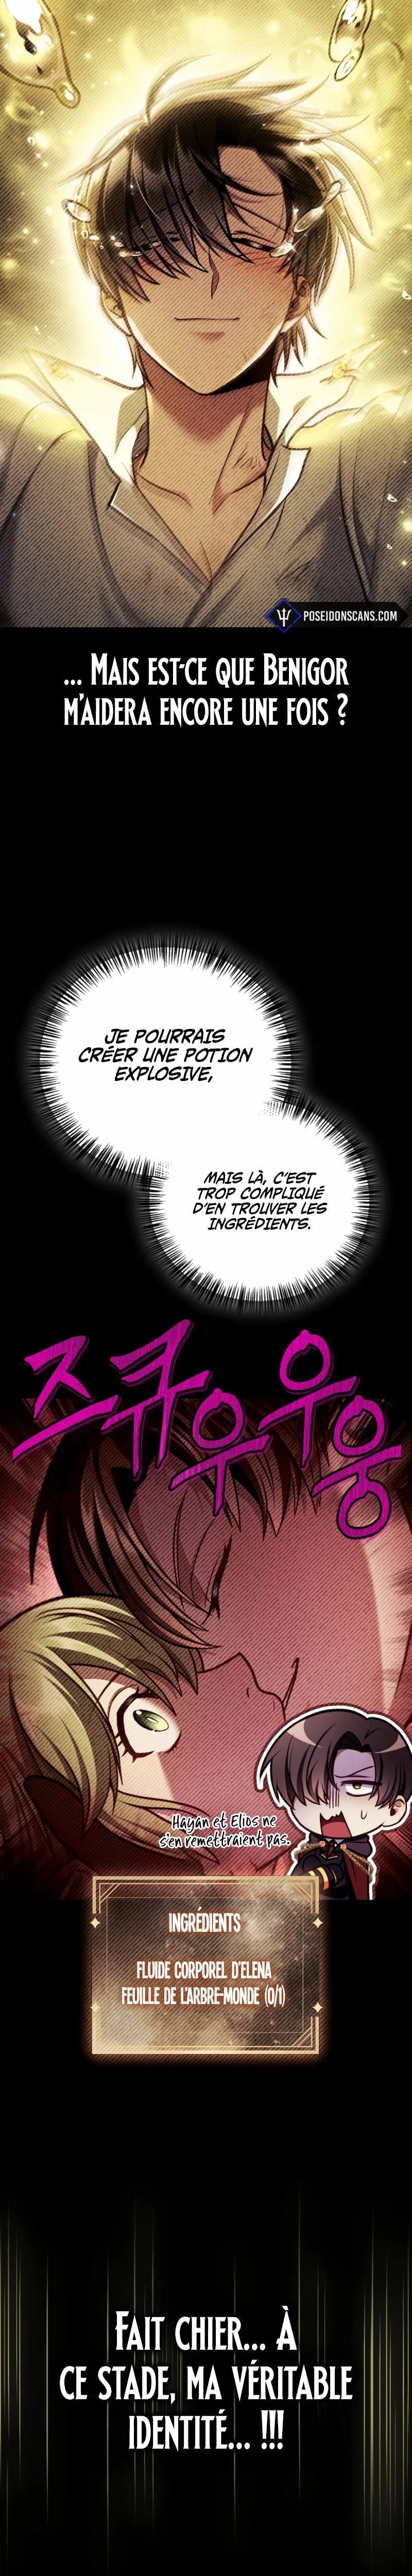 POSEIDONSCANS.COM
... MAIS EST-CE QUE BENIGOR
M'AIDERA ENCORE UNE FOIS ?
JE POURRAIS
CRÉER UNE POTION
EXPLOSIVE,
MAIS LÀ, C'EST
TROP COMPLIQUÉ
D'EN TROUVER LES
INGRÉDIENTS.
즈큐우우웅
Hayan et Elios ne
s'en remettraient pas.
INGRÉDIENTS
FLUIDE CORPOREL D'ELENA
FEUILLE DE L'ARBRE-MONDE (0/1)
FAIT CHIER... À
CE STADE, MA VÉRITABLE
IDENTITÉ... !!!